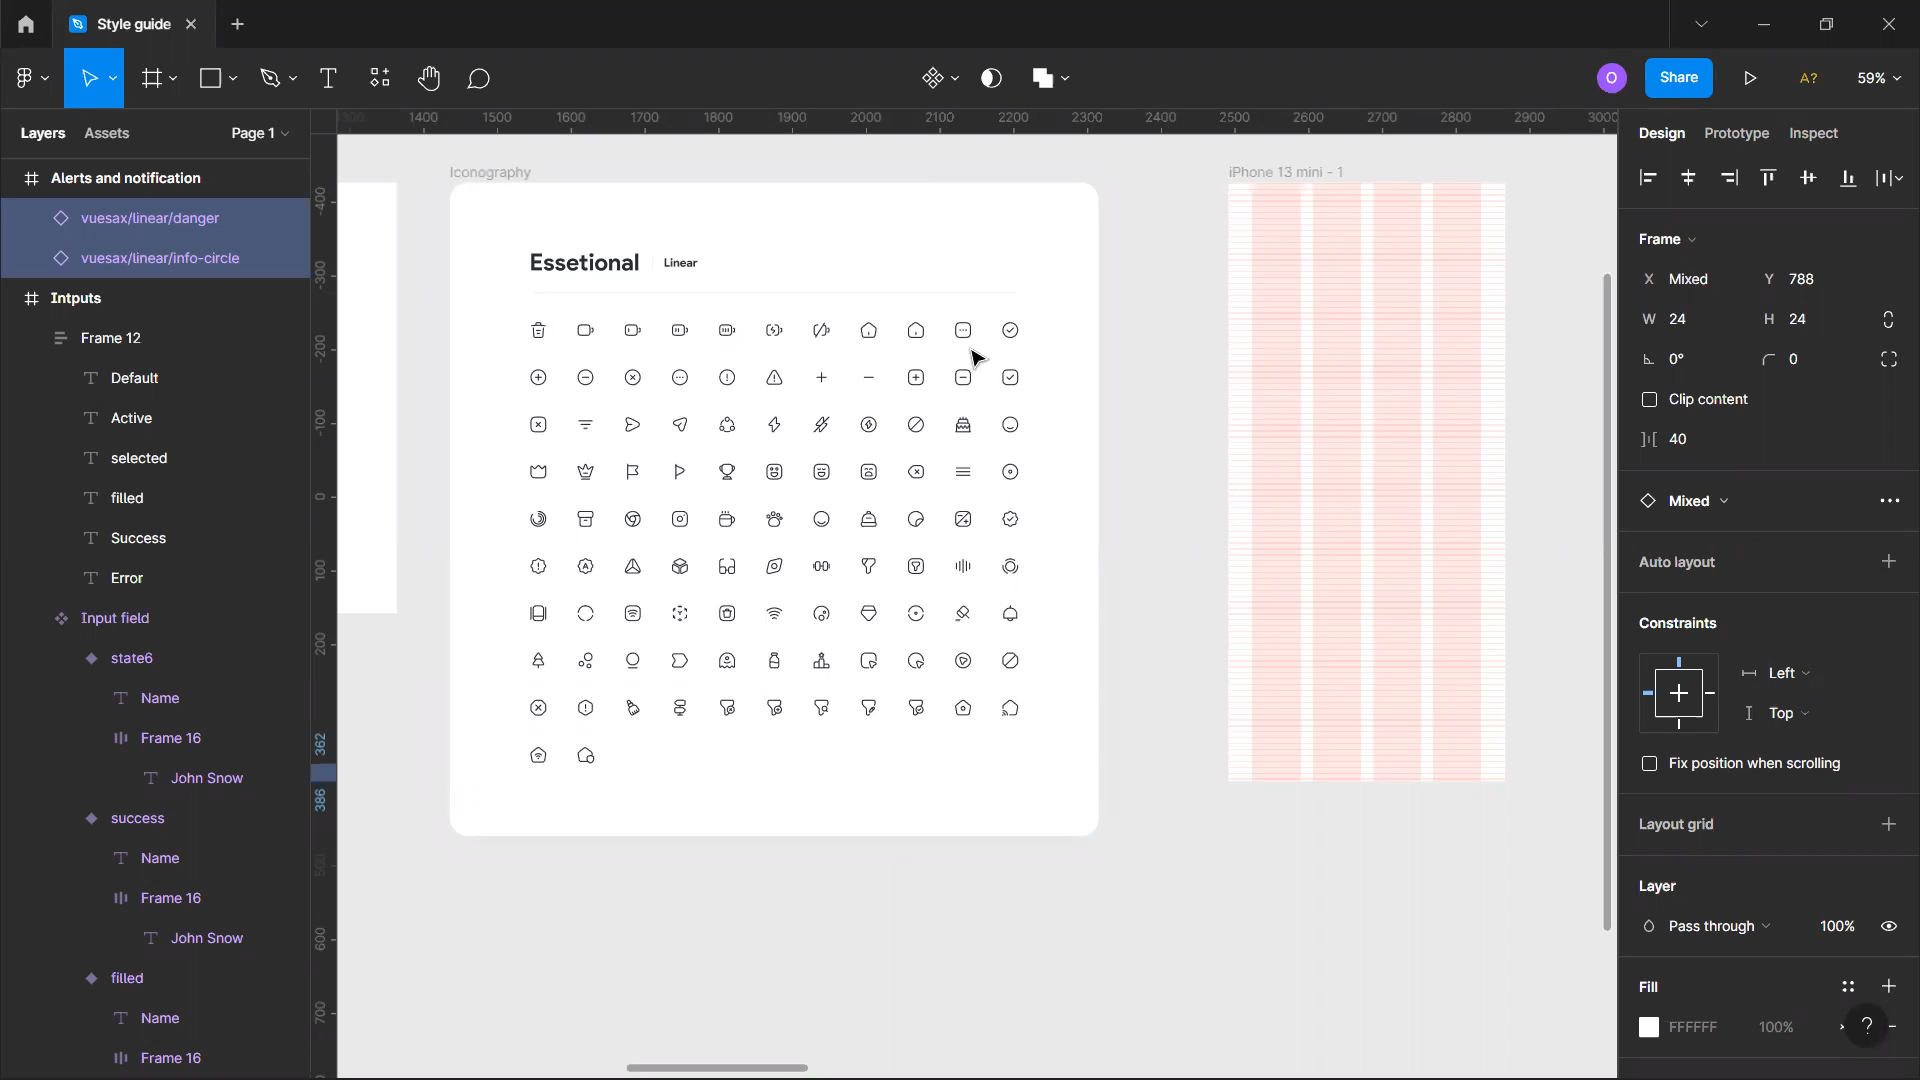 Style guide
Share
A?
59%
Layers
Assets
Page 1
Alerts and notification
vuesax/linear/danger
vuesax/linear/info-circle
Intputs
Frame 12
Default
Active
selected
filled
Success
Error
Input field
state6
Name
Frame 16
John Snow
success
Name
Frame 16
John Snow
filled
Name
Frame 16
1300 1400 1500 1600 1700 1800 1900 2000 2100 2200 2300 2400 2500 2600 2700 2800 2900 3000
-400
-300
-200
-100
0
100
200
362
386
500
600
700
Iconography
Essetional
Linear
iPhone 13 mini - 1
O
Design
Prototype
Inspect
Frame
X Mixed
Y 788
W 24
H 24
0°
0
Clip content
40
Mixed
Auto layout
Constraints
Left
Top
Fix position when scrolling
Layout grid
Layer
Pass through
100%
Fill
FFFFFF
100%
?